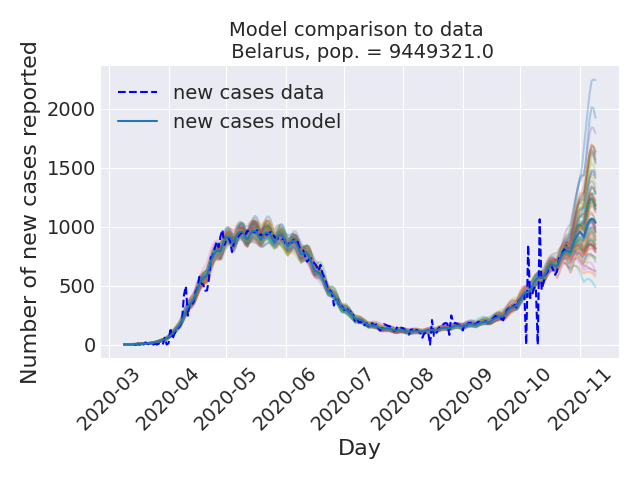 Model comparison to data
Belarus, pop. = 9449321.0
Number of new cases reported
2000
1500
1000
500
0
new cases data
new cases model
2020-03
2020-04
2020-05
2020-06
2020-07
2020-08
2020-09
2020-10
2020-11
Day